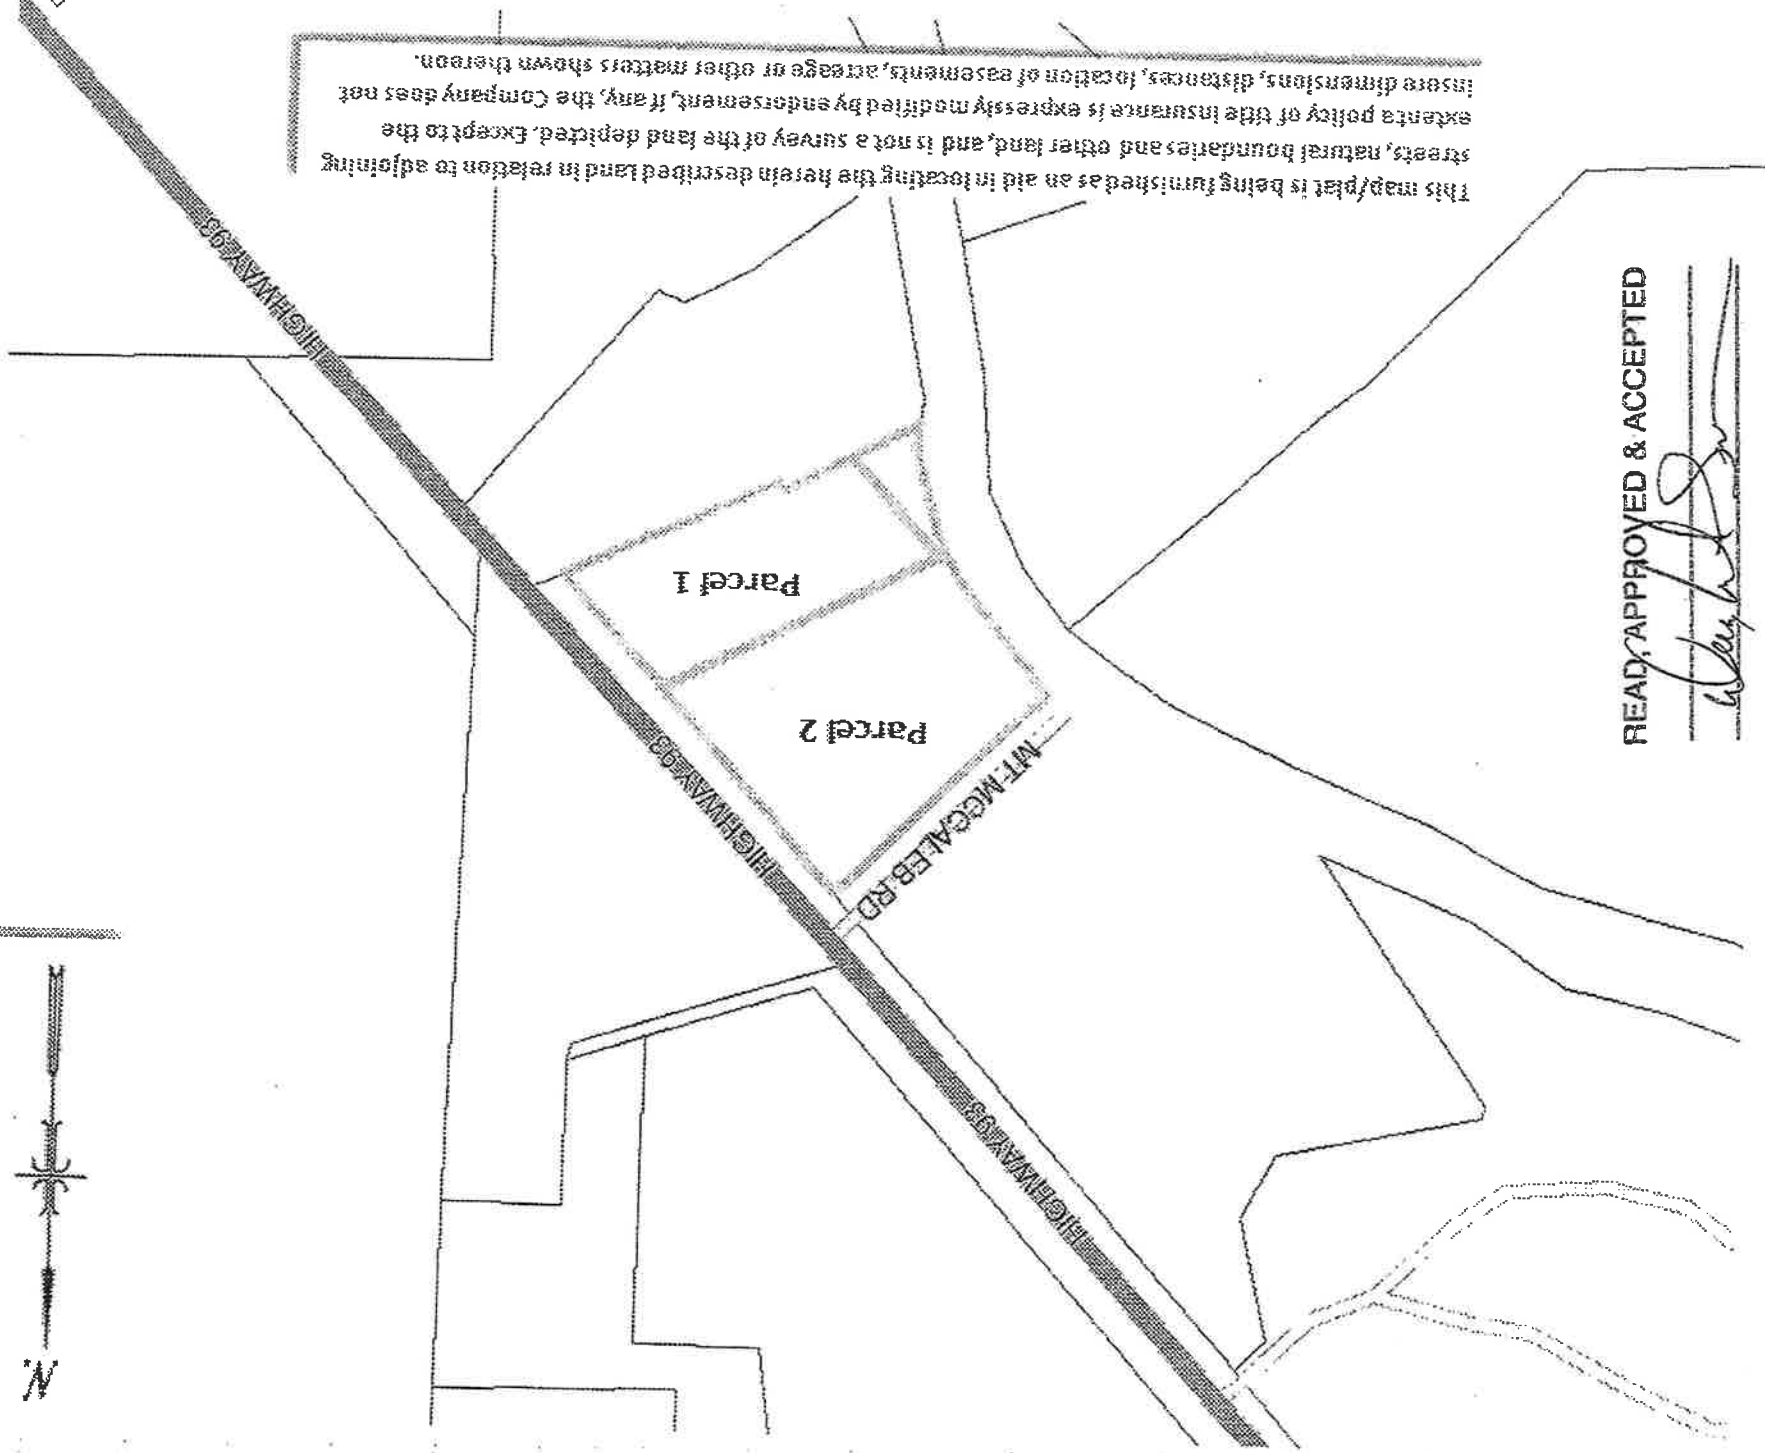 N
HIGHWAY 93
MT. MCCALEB RD
HIGHWAY 93
Parcel 2
Parcel 1
HIGHWAY 93
This map/plat is being furnished as an aid in locating the herein described Land in relation to adjoining
streets, natural boundaries and other land, and is not a survey of the land depicted. Except to the
extent a policy of title insurance is expressly modified by endorsement, if any, the Company does not
insure dimensions, distances, location of easements, acreage or other matters shown thereon.
READ, APPROVED & ACCEPTED